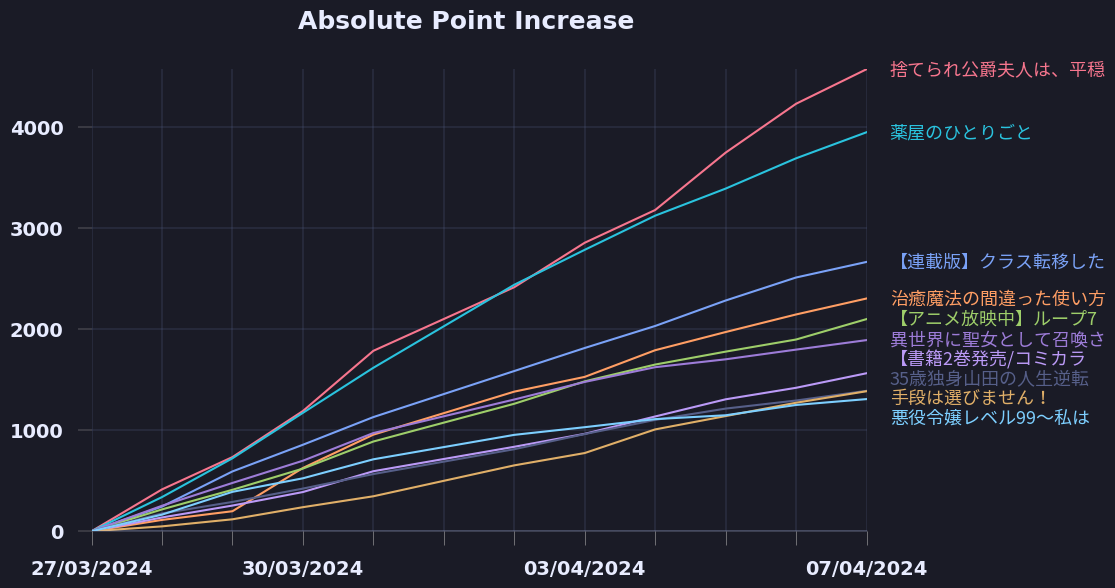 Absolute Point Increase
捨てられ公爵夫人は、平穏
薬屋のひとりごと
【連載版】クラス転移した
治癒魔法の間違った使い方
【アニメ放映中】ループ7
異世界に聖女として召喚さ
【書籍2巻発売/コミカラ
35歳独身山田の人生逆転
手段は選びません！
悪役令嬢レベル99～私は
4000
3000
2000
1000
0
27/03/2024
30/03/2024
03/04/2024
07/04/2024